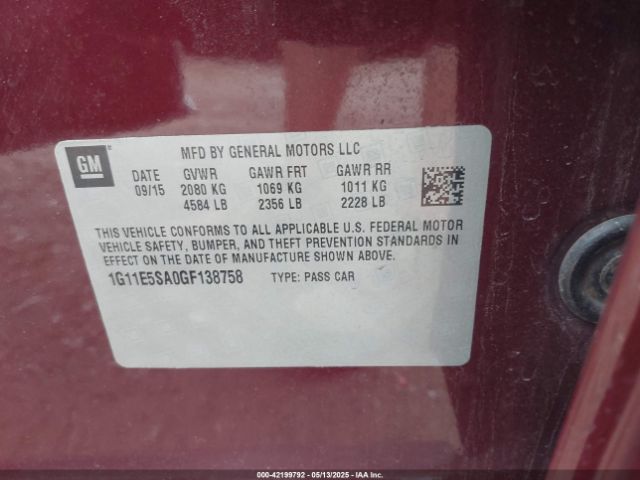 GM
MFD BY GENERAL MOTORS LLC
DATE GVWR GAWR FRT GAWR RR
09/15 2080 KG 1069 KG 1011 KG
4584 LB 2356 LB 2228 LB
THIS VEHICLE CONFORMS TO ALL APPLICABLE U.S. FEDERAL MOTOR
VEHICLE SAFETY, BUMPER, AND THEFT PREVENTION STANDARDS IN
EFFECT ON THE DATE OF MANUFACTURE SHOWN ABOVE.
1G11E5SA0GF138758 TYPE: PASS CAR
000-42199792 - 05/13/2025 - IAA Inc.